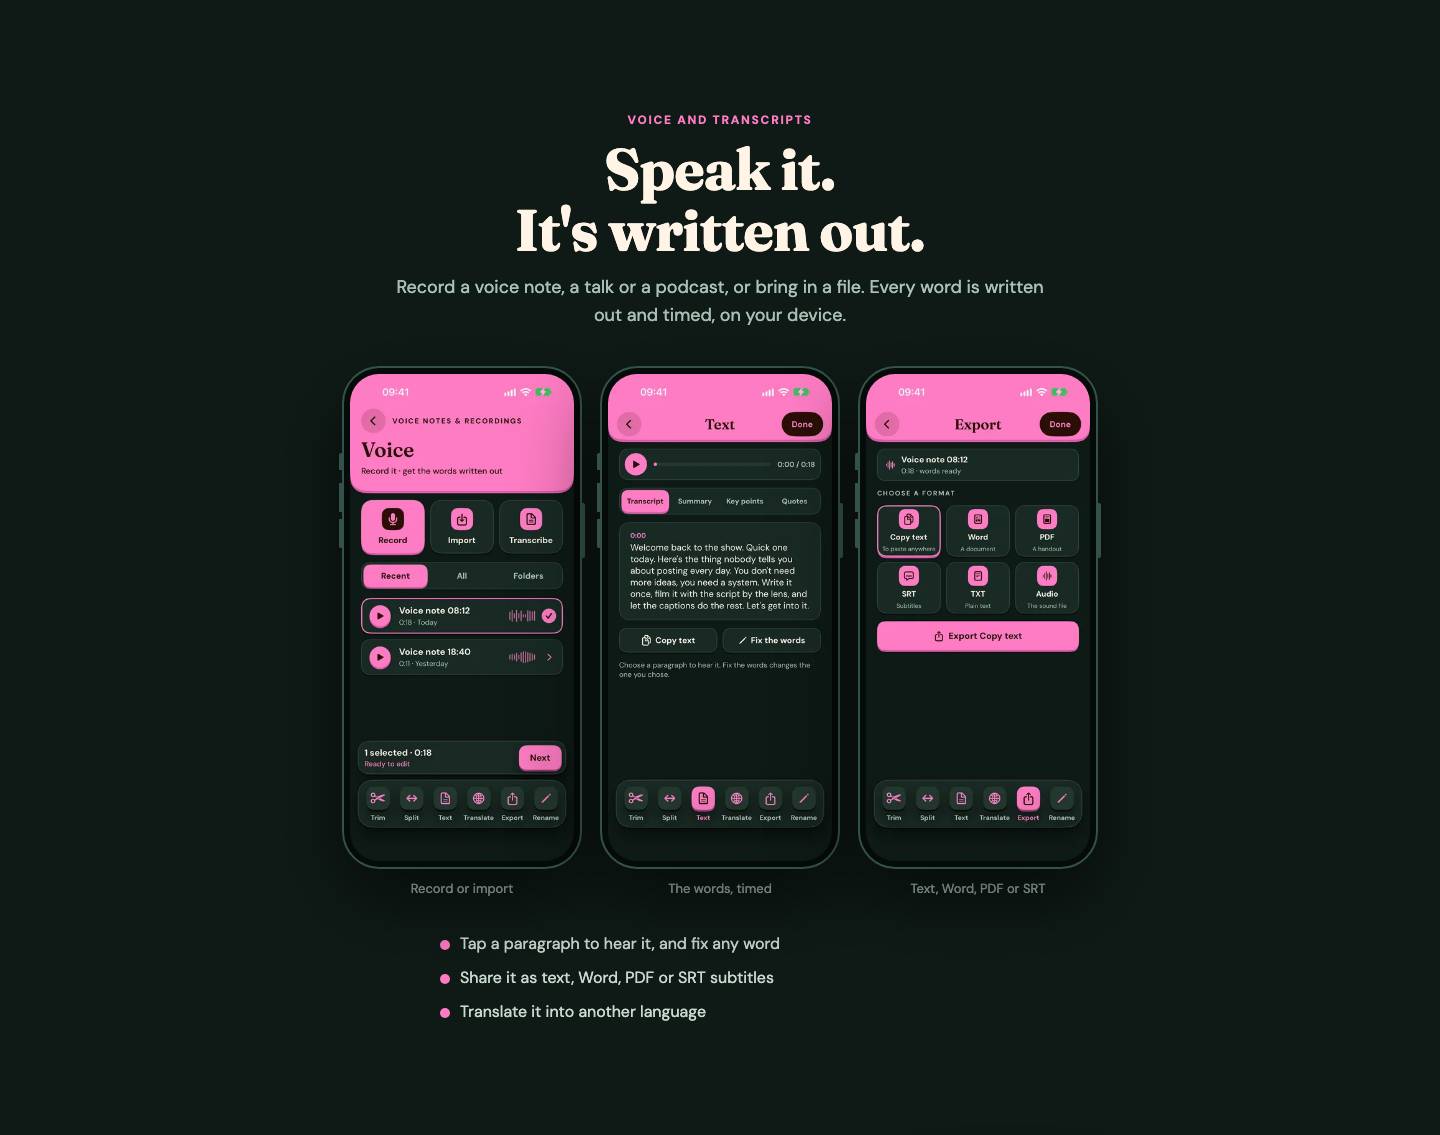 VOICE AND TRANSCRIPTS
Speak it.
It's written out.
Record a voice note, a talk or a podcast, or bring in a file. Every word is written
out and timed, on your device.
09:41
VOICE NOTES & RECORDINGS
Voice
Record it · get the words written out
Record
Import
Transcribe
Recent
All
Folders
Voice note 08:12
0:18 · Today
Voice note 18:40
0:11 · Yesterday
1 selected · 0:18
Ready to edit
Next
Trim
Split
Text
Translate
Export
Rename
Record or import
09:41
Text
Done
0:00 / 0:18
Transcript
Summary
Key points
Quotes
0:00
Welcome back to the show. Quick one
today. Here's the thing nobody tells you
about posting every day. You don't need
more ideas, you need a system. Write it
once, film it with the script by the lens, and
let the captions do the rest. Let's get into it.
Copy text
Fix the words
Choose a paragraph to hear it. Fix the words changes the
one you chose.
Trim
Split
Text
Translate
Export
Rename
The words, timed
09:41
Export
Done
Voice note 08:12
0:18 · words ready
CHOOSE A FORMAT
Copy text
To paste anywhere
Word
A document
PDF
A handout
SRT
Subtitles
TXT
Plain text
Audio
The sound file
Export Copy text
Trim
Split
Text
Translate
Export
Rename
Text, Word, PDF or SRT
Tap a paragraph to hear it, and fix any word
Share it as text, Word, PDF or SRT subtitles
Translate it into another language